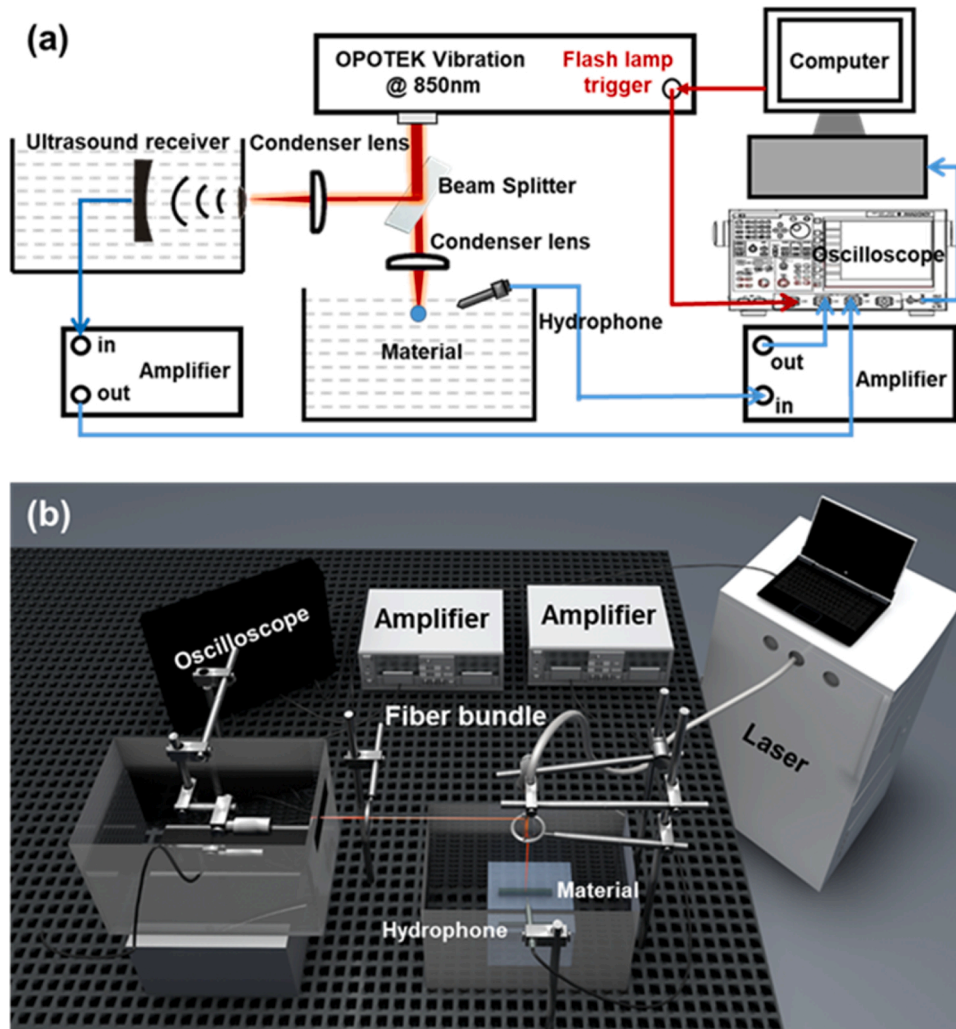 (a)
OPOTEK Vibration
@ 850nm
Flash lamp
trigger
Computer
Ultrasound receiver
Condenser lens
Beam Splitter
Condenser lens
Oscilloscope
Hydrophone
Material
in
Amplifier
out
out
Amplifier
in
(b)
Oscilloscope
Amplifier
Amplifier
Fiber bundle
Laser
Material
Hydrophone